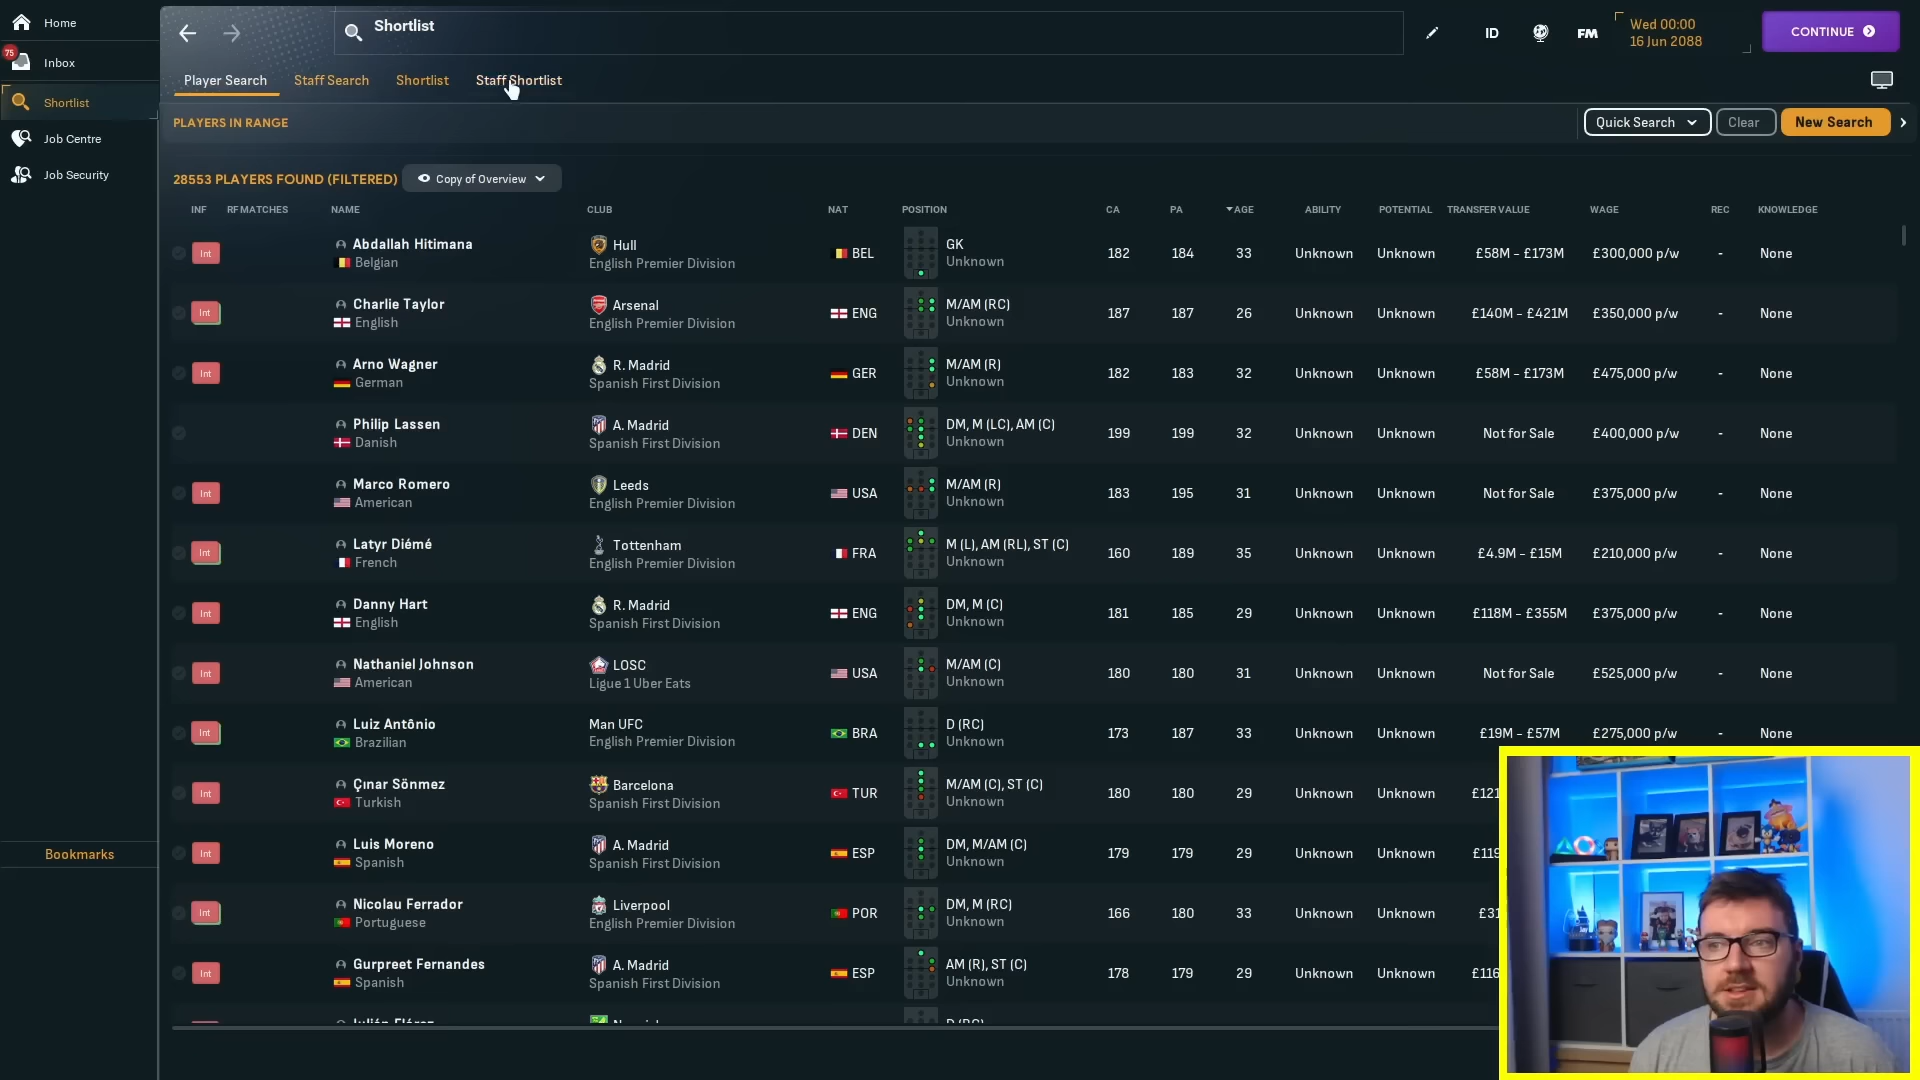 Home
75
Inbox
Shortlist
Job Centre
Job Security
Bookmarks
Shortlist
ID
FM
Wed 00:00
16 Jun 2088
CONTINUE
Player Search
Staff Search
Shortlist
Staff Shortlist
PLAYERS IN RANGE
Quick Search
Clear
New Search
28553 PLAYERS FOUND (FILTERED)
Copy of Overview
INF RF MATCHES NAME CLUB NAT POSITION CA PA AGE ABILITY POTENTIAL TRANSFER VALUE WAGE REC KNOWLEDGE
Int Abdallah Hitimana Hull BEL GK 182 184 33 Unknown Unknown £58M - £173M £300,000 p/w - None
Belgian English Premier Division Unknown
Int Charlie Taylor Arsenal ENG M/AM (RC) 187 187 26 Unknown Unknown £140M - £421M £350,000 p/w - None
English English Premier Division Unknown
Int Arno Wagner R. Madrid GER M/AM (R) 182 183 32 Unknown Unknown £58M - £173M £475,000 p/w - None
German Spanish First Division Unknown
Philip Lassen A. Madrid DEN DM, M (LC), AM (C) 199 199 32 Unknown Unknown Not for Sale £400,000 p/w - None
Danish Spanish First Division Unknown
Int Marco Romero Leeds USA M/AM (R) 183 195 31 Unknown Unknown Not for Sale £375,000 p/w - None
American English Premier Division Unknown
Int Latyr Diémé Tottenham FRA M (L), AM (RL), ST (C) 160 189 35 Unknown Unknown £4.9M - £15M £210,000 p/w - None
French English Premier Division Unknown
Int Danny Hart R. Madrid ENG DM, M (C) 181 185 29 Unknown Unknown £118M - £355M £375,000 p/w - None
English Spanish First Division Unknown
Int Nathaniel Johnson LOSC USA M/AM (C) 180 180 31 Unknown Unknown Not for Sale £525,000 p/w - None
American Ligue 1 Uber Eats Unknown
Int Luiz Antônio Man UFC BRA D (RC) 173 187 33 Unknown Unknown £19M - £57M £275,000 p/w - None
Brazilian English Premier Division Unknown
Int Çınar Sönmez Barcelona TUR M/AM (C), ST (C) 180 180 29 Unknown Unknown £121
Turkish Spanish First Division Unknown
Int Luis Moreno A. Madrid ESP DM, M/AM (C) 179 179 29 Unknown Unknown £119
Spanish Spanish First Division Unknown
Int Nicolau Ferrador Liverpool POR DM, M (RC) 166 180 33 Unknown Unknown £31
Portuguese English Premier Division Unknown
Int Gurpreet Fernandes A. Madrid ESP AM (R), ST (C) 178 179 29 Unknown Unknown £116
Spanish Spanish First Division Unknown